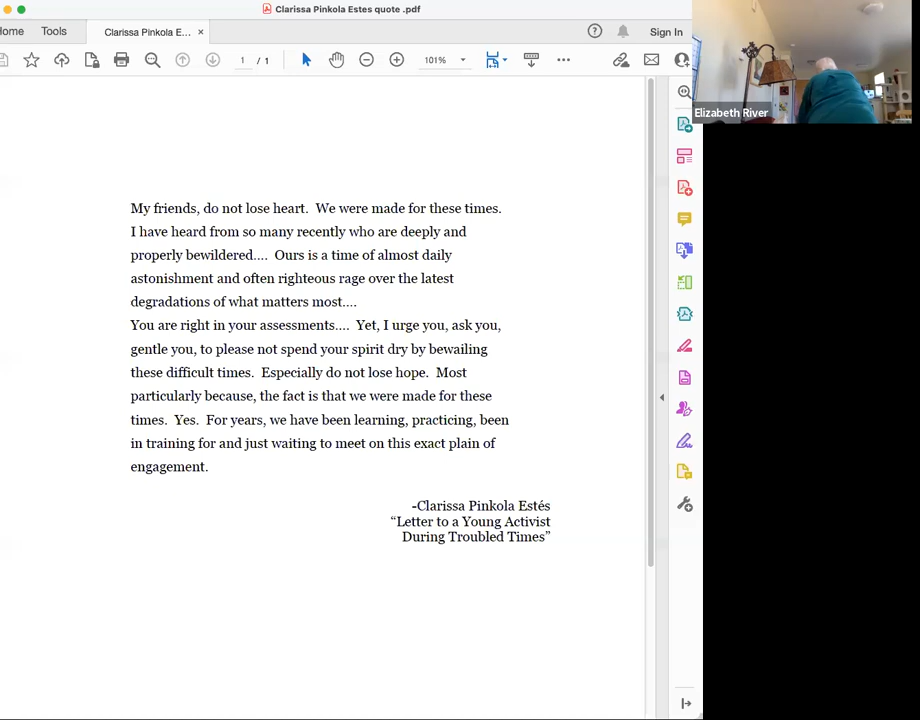 Clarissa Pinkola Estes quote .pdf
Home
Tools
Clarissa Pinkola E... ×
Sign In
1 / 1
101%
Elizabeth River
My friends, do not lose heart.  We were made for these times.
I have heard from so many recently who are deeply and
properly bewildered....  Ours is a time of almost daily
astonishment and often righteous rage over the latest
degradations of what matters most....
You are right in your assessments....  Yet, I urge you, ask you,
gentle you, to please not spend your spirit dry by bewailing
these difficult times.  Especially do not lose hope.  Most
particularly because, the fact is that we were made for these
times.  Yes.  For years, we have been learning, practicing, been
in training for and just waiting to meet on this exact plain of
engagement.
-Clarissa Pinkola Estés
“Letter to a Young Activist
During Troubled Times”